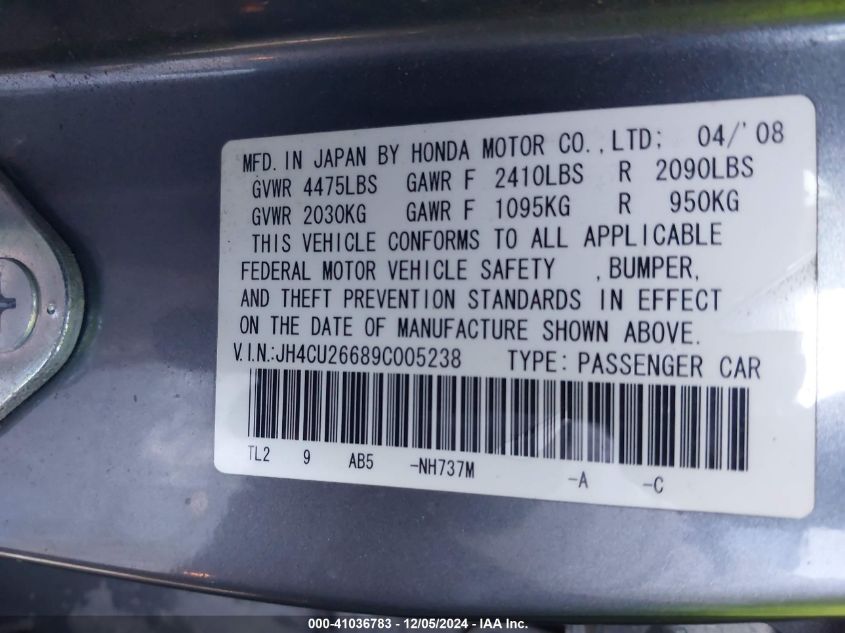 MFD. IN JAPAN BY HONDA MOTOR CO., LTD; 04/'08
GVWR 4475LBS GAWR F 2410LBS R 2090LBS
GVWR 2030KG GAWR F 1095KG R 950KG
THIS VEHICLE CONFORMS TO ALL APPLICABLE
FEDERAL MOTOR VEHICLE SAFETY , BUMPER,
AND THEFT PREVENTION STANDARDS IN EFFECT
ON THE DATE OF MANUFACTURE SHOWN ABOVE.
V.I.N.:JH4CU26689C005238 TYPE: PASSENGER CAR
TL2 9 AB5 -NH737M -A -C
000-41036783 - 12/05/2024 - IAA Inc.